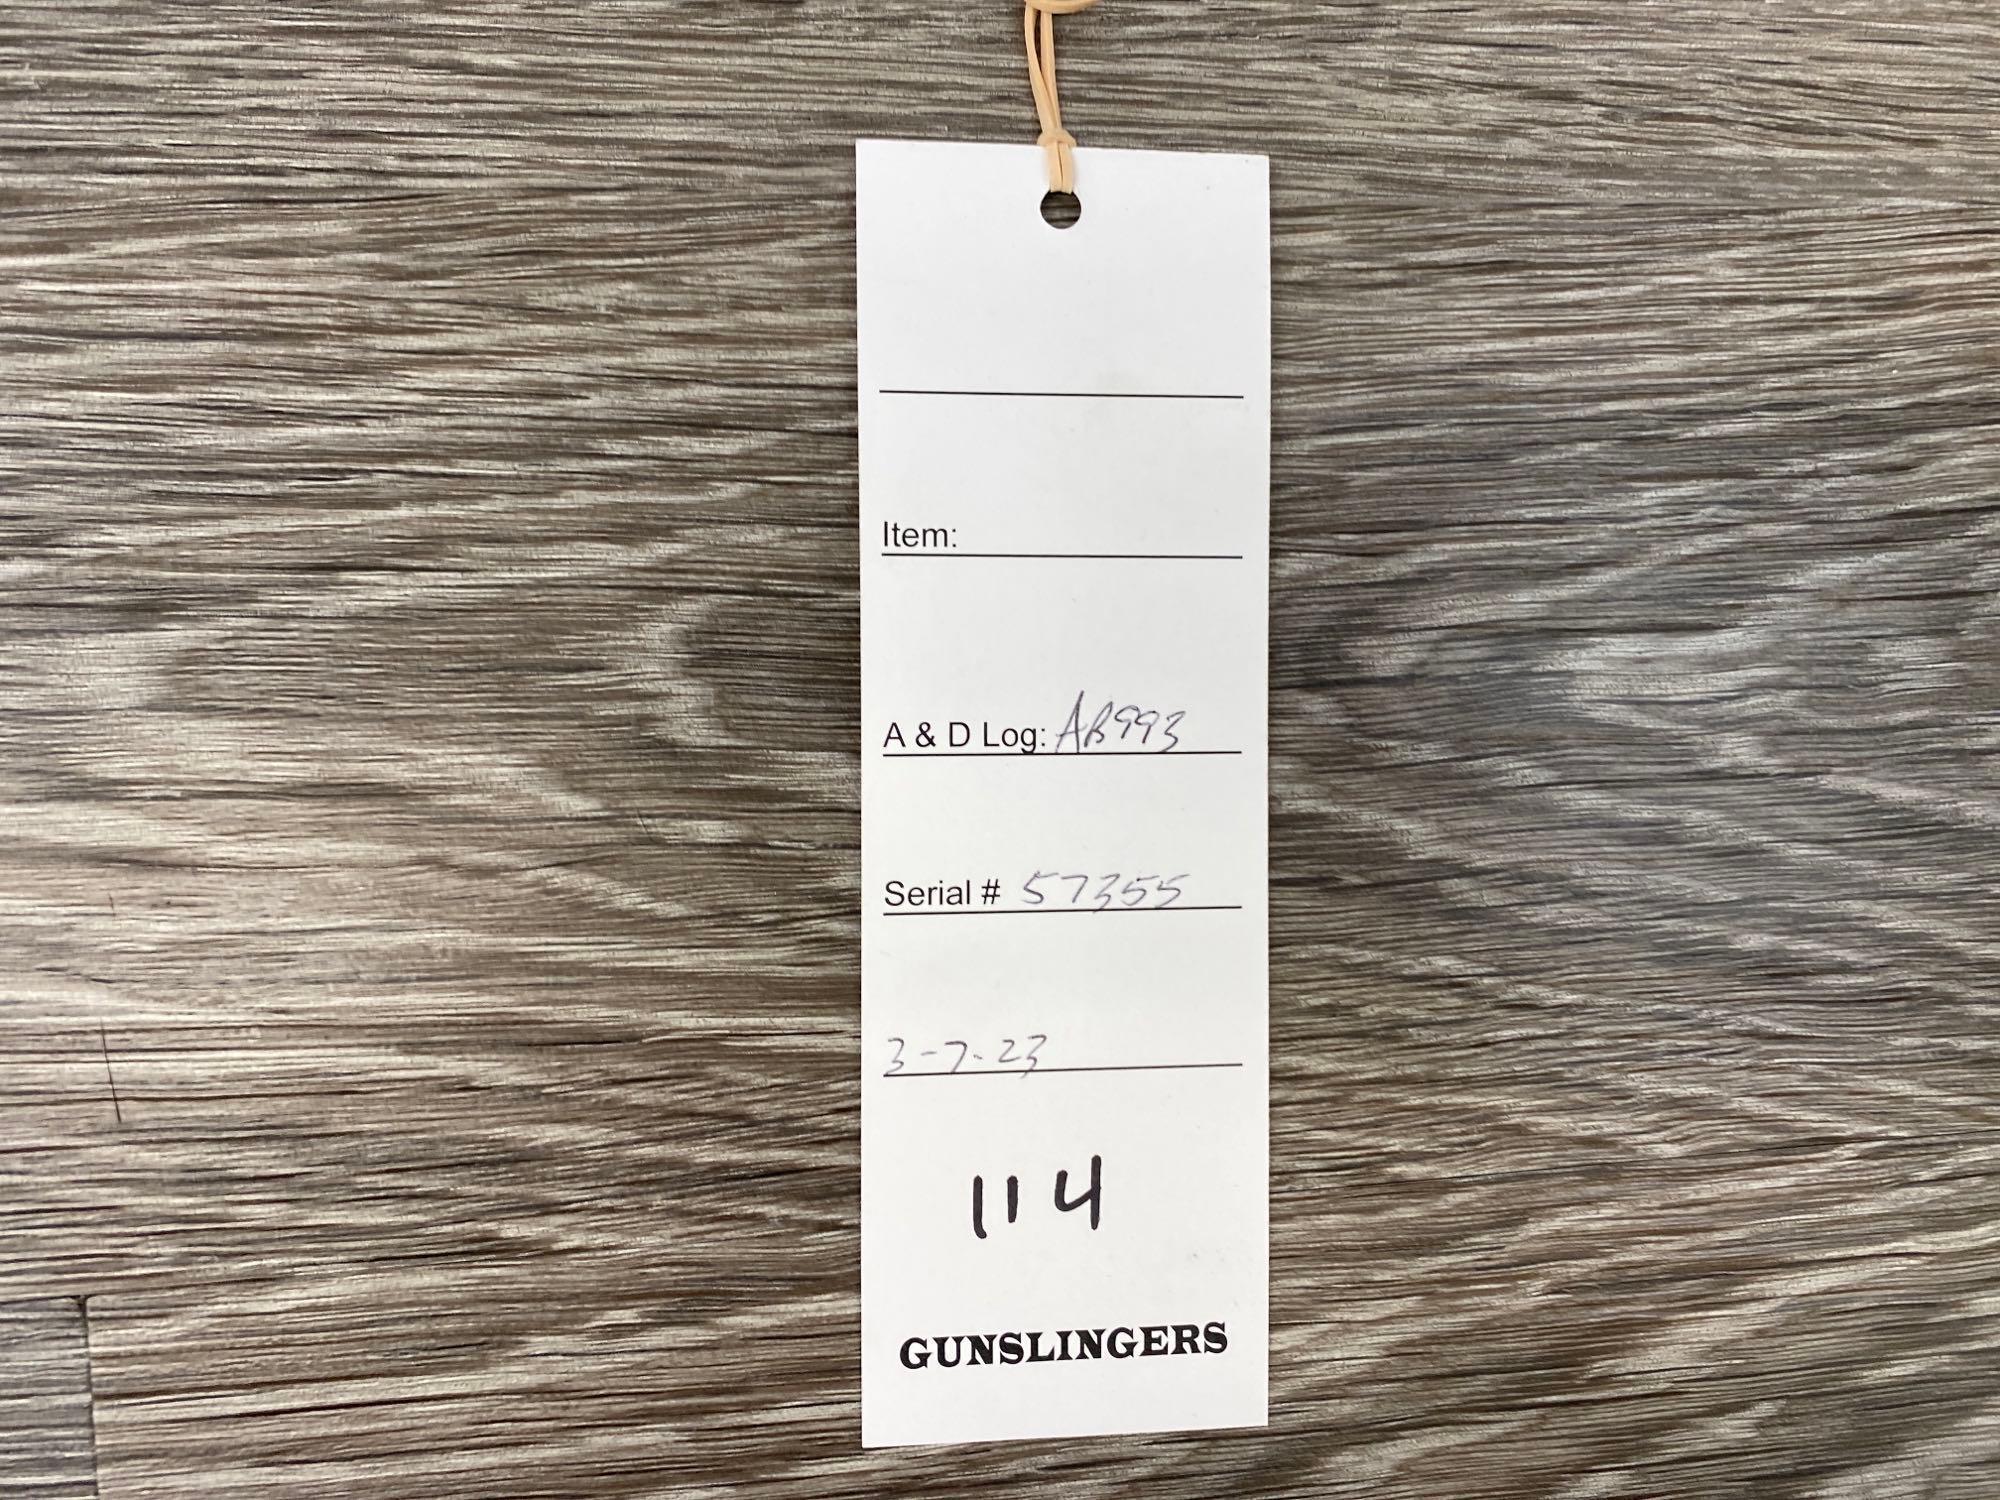 Item:
A & D Log: AB993
Serial # 57355
3-7-23
114
GUNSLINGERS